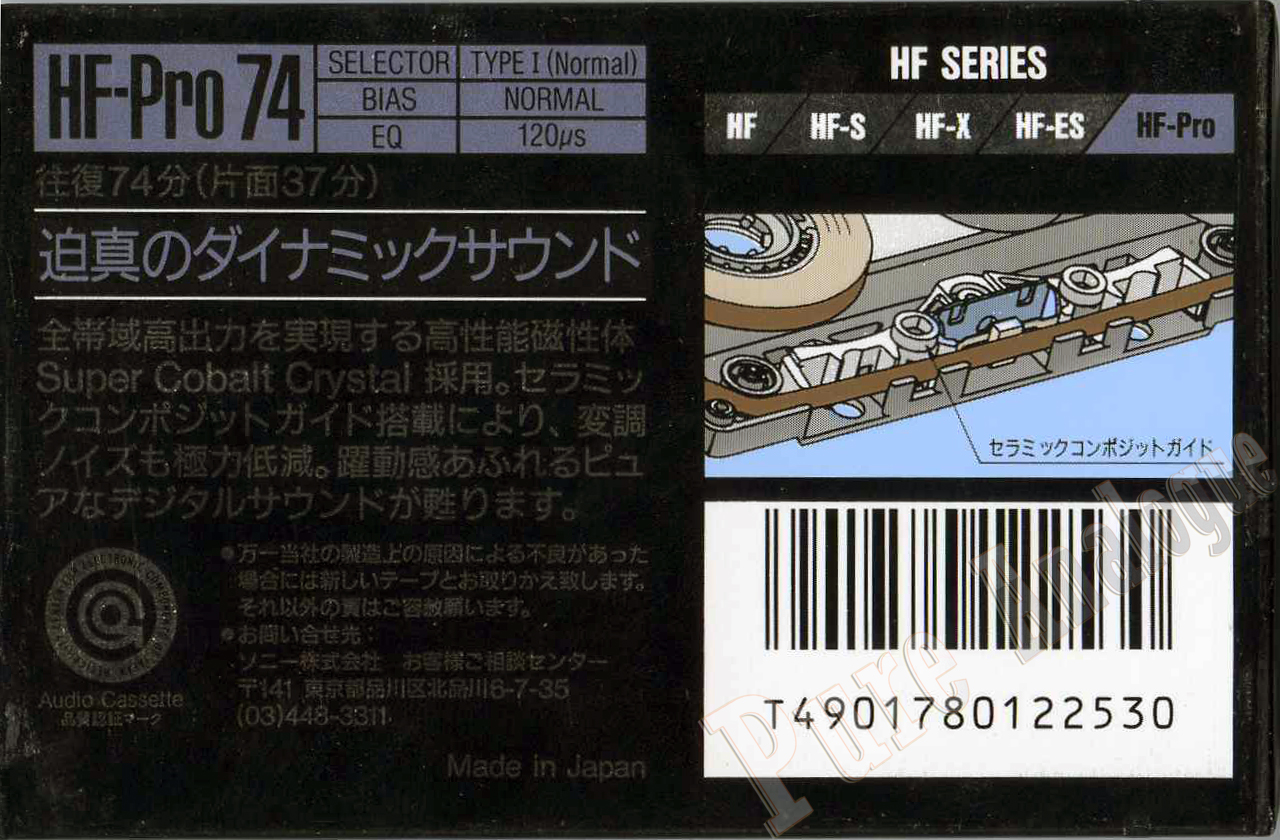 HF-Pro 74
SELECTOR TYPE I (Normal)
BIAS NORMAL
EQ 120μs
往復74分(片面37分)
迫真のダイナミックサウンド
全帯域高出力を実現する高性能磁性体
Super Cobalt Crystal 採用。セラミッ
クコンポジットガイド搭載により、変調
ノイズも極力低減。躍動感あふれるピュ
アなデジタルサウンドが甦ります。
Audio Cassette
品質認証マーク
●万一当社の製造上の原因による不良があった
場合には新しいテープとお取りかえ致します。
それ以外の責はご容赦願います。
●お問い合せ先:
ソニー株式会社 お客様ご相談センター
〒141 東京都品川区北品川6-7-35
(03)448-3311
Made in Japan
HF SERIES
HF HF-S HF-X HF-ES HF-Pro
セラミックコンポジットガイド
T4901780122530
Pure Analogue